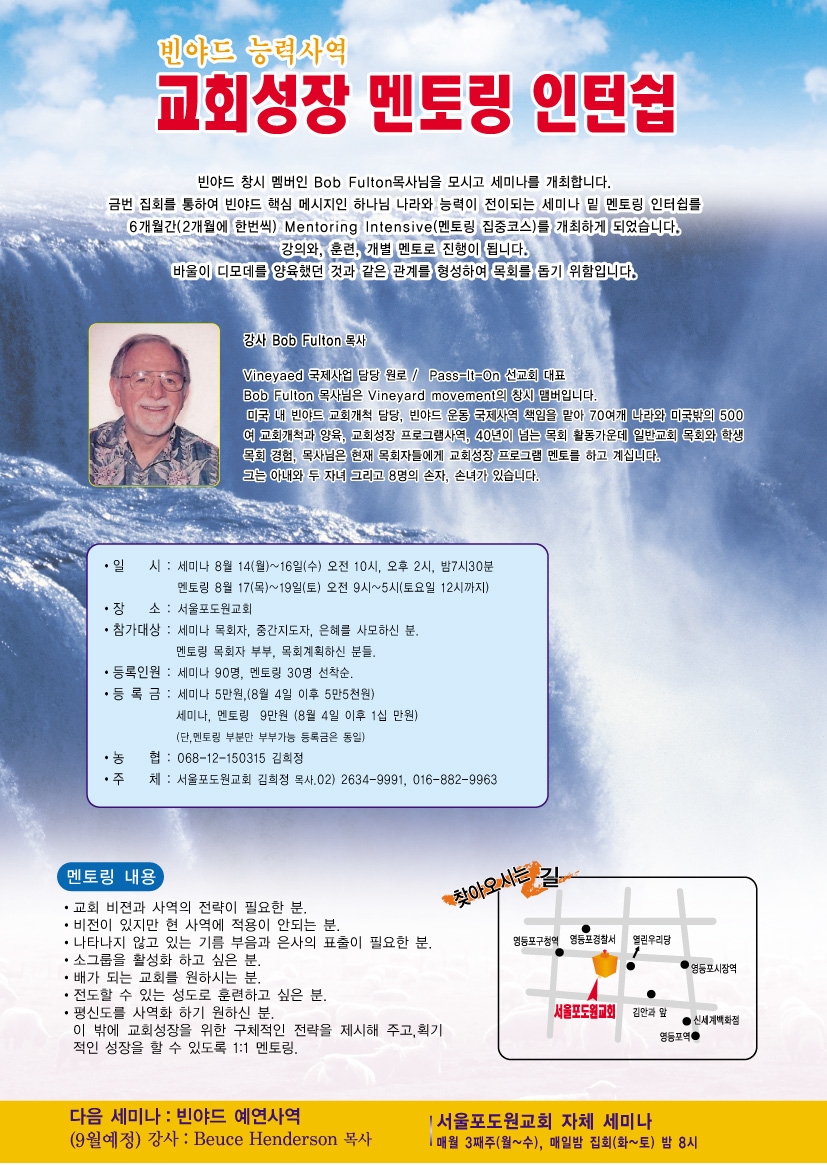 빈야드 능력사역
교회성장 멘토링 인턴쉽
빈야드 창시 멤버인 Bob Fulton목사님을 모시고 세미나를 개최합니다.
금번 집회를 통하여 빈야드 핵심 메시지인 하나님 나라와 능력이 전이되는 세미나 밑 멘토링 인터쉽를
6개월간(2개월에 한번씩) Mentoring Intensive(멘토링 집중코스)를 개최하게 되었습니다.
강의와, 훈련, 개별 멘토로 진행이 됩니다.
바울이 디모데를 양육했던 것과 같은 관계를 형성하여 목회를 돕기 위함입니다.
강사 Bob Fulton 목사
Vineyaed 국제사업 담당 원로 / Pass-It-On 선교회 대표
Bob Fulton 목사님은 Vineyard movement의 창시 맴버입니다.
미국 내 빈야드 교회개척 담당, 빈야드 운동 국제사역 책임을 맡아 70여개 나라와 미국밖의 500
여 교회개척과 양육, 교회성장 프로그램사역, 40년이 넘는 목회 활동가운데 일반교회 목회와 학생
목회 경험, 목사님은 현재 목회자들에게 교회성장 프로그램 멘토를 하고 계십니다.
그는 아내와 두 자녀 그리고 8명의 손자, 손녀가 있습니다.
• 일 시 : 세미나 8월 14(월)~16일(수) 오전 10시, 오후 2시, 밤7시30분
멘토링 8월 17(목)~19일(토) 오전 9시~5시(토요일 12시까지)
• 장 소 : 서울포도원교회
• 참가대상 : 세미나 목회자, 중간지도자, 은혜를 사모하신 분.
멘토링 목회자 부부, 목회계획하신 분들.
• 등록인원 : 세미나 90명, 멘토링 30명 선착순.
• 등 록 금 : 세미나 5만원,(8월 4일 이후 5만5천원)
세미나, 멘토링 9만원 (8월 4일 이후 1십 만원)
(단,멘토링 부분만 부부가능 등록금은 동일)
• 농 협 : 068-12-150315 김희정
• 주 체 : 서울포도원교회 김희정 목사.02) 2634-9991, 016-882-9963
멘토링 내용
• 교회 비젼과 사역의 전략이 필요한 분.
• 비전이 있지만 현 사역에 적용이 안되는 분.
• 나타나지 않고 있는 기름 부음과 은사의 표출이 필요한 분.
• 소그룹을 활성화 하고 싶은 분.
• 배가 되는 교회를 원하시는 분.
• 전도할 수 있는 성도로 훈련하고 싶은 분.
• 평신도를 사역화 하기 원하신 분.
이 밖에 교회성장을 위한 구체적인 전략을 제시해 주고,획기
적인 성장을 할 수 있도록 1:1 멘토링.
찾아오시는 길
영등포구청역 영등포경찰서 열린우리당
영등포시장역
서울포도원교회
김안과 앞
신세계백화점
영등포역
다음 세미나 : 빈야드 예연사역
(9월예정) 강사 : Beuce Henderson 목사
서울포도원교회 자체 세미나
매월 3째주(월~수), 매일밤 집회(화~토) 밤 8시